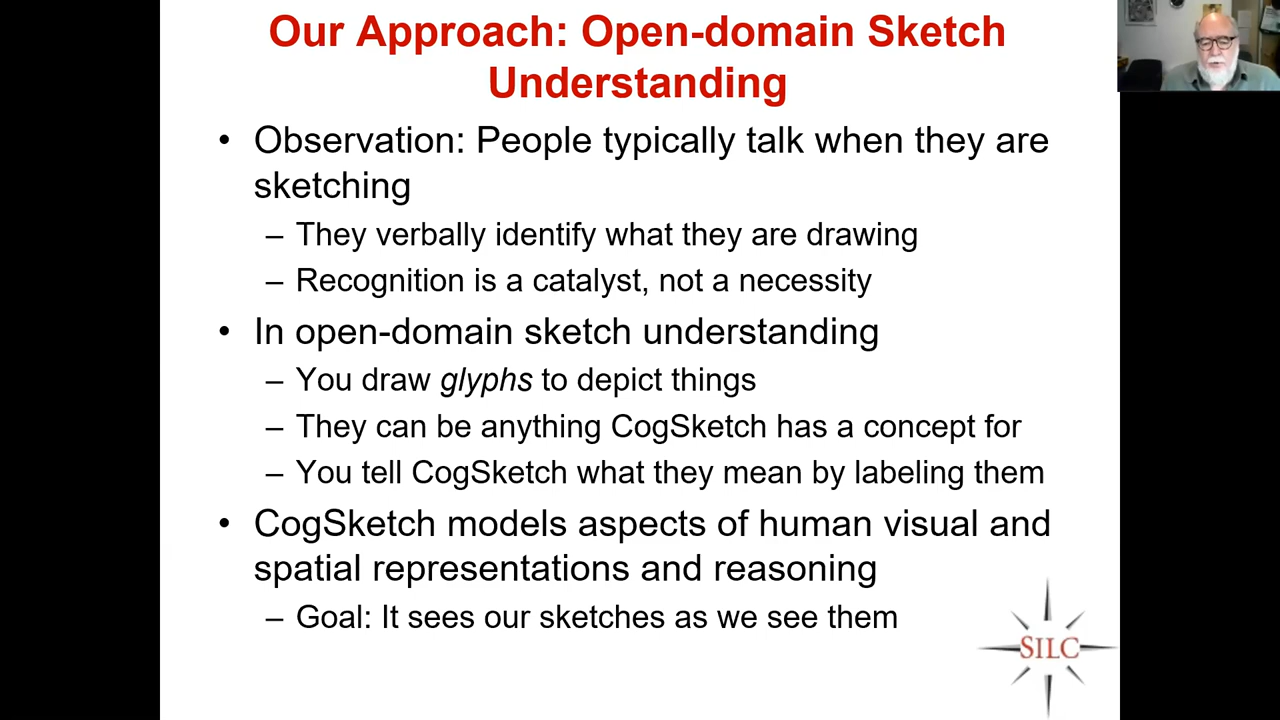 Our Approach: Open-domain Sketch
Understanding
• Observation: People typically talk when they are
sketching
– They verbally identify what they are drawing
– Recognition is a catalyst, not a necessity
• In open-domain sketch understanding
– You draw glyphs to depict things
– They can be anything CogSketch has a concept for
– You tell CogSketch what they mean by labeling them
• CogSketch models aspects of human visual and
spatial representations and reasoning
– Goal: It sees our sketches as we see them
SILC